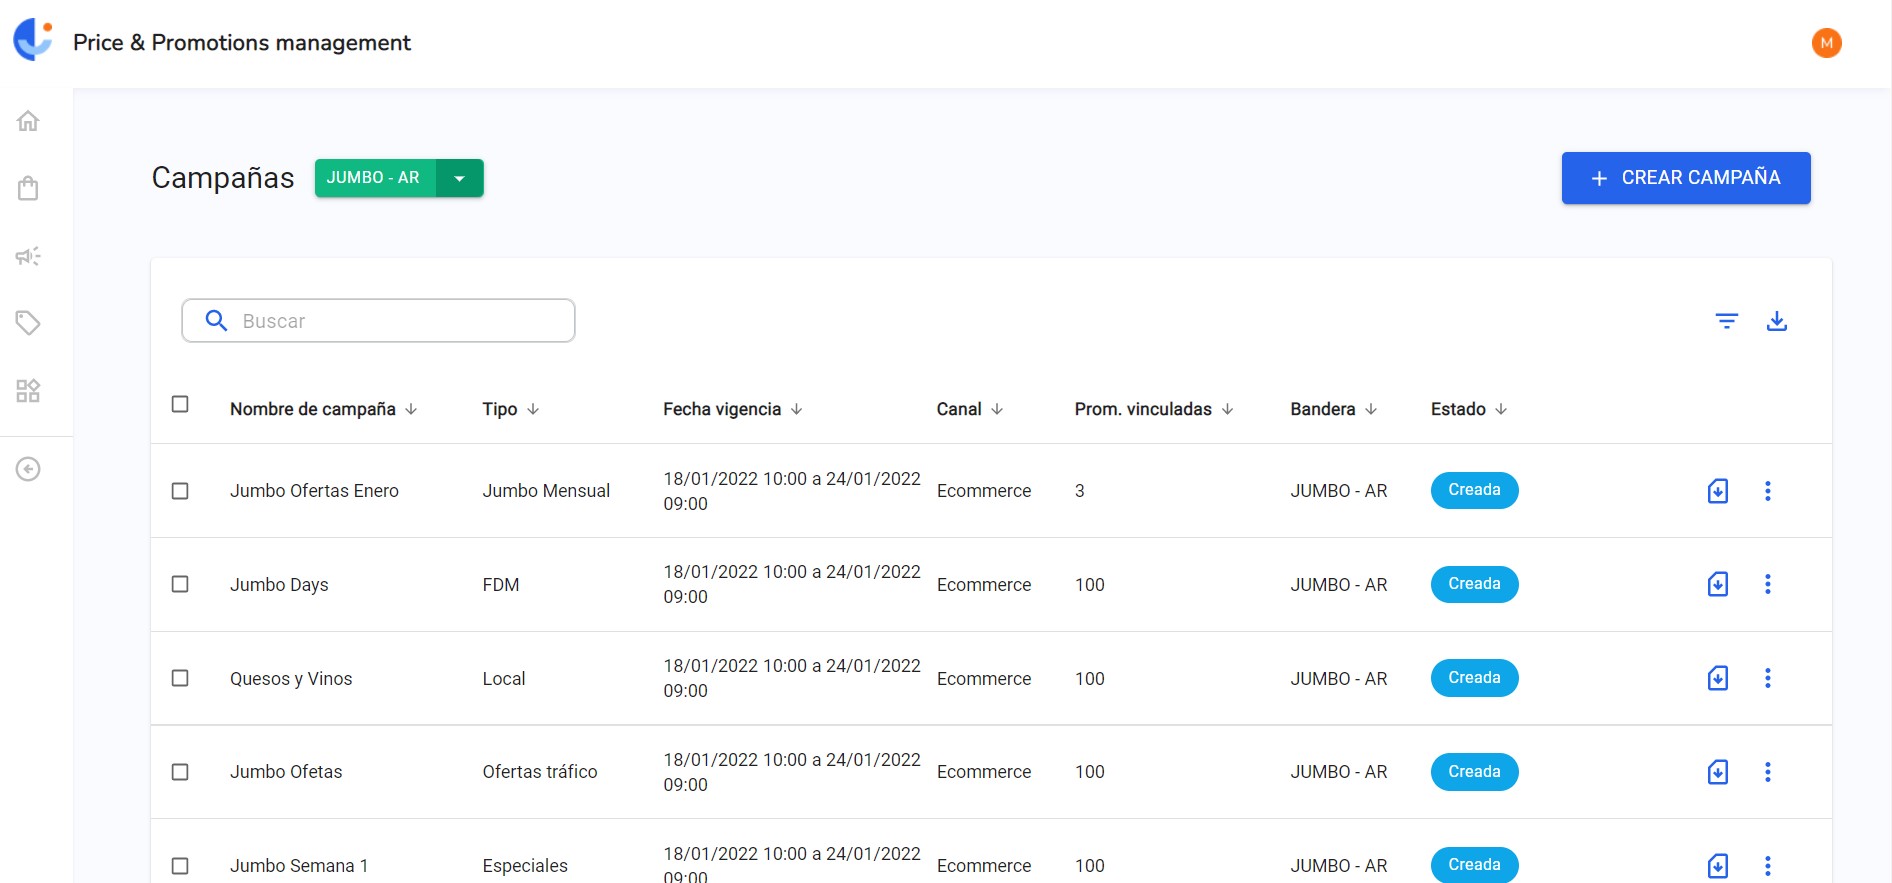 Price & Promotions management
M
Campañas
JUMBO - AR
CREAR CAMPAÑA
Buscar
Nombre de campaña Tipo Fecha vigencia Canal Prom. vinculadas Bandera Estado
Jumbo Ofertas Enero Jumbo Mensual 18/01/2022 10:00 a 24/01/2022 09:00 Ecommerce 3 JUMBO - AR Creada
Jumbo Days FDM 18/01/2022 10:00 a 24/01/2022 09:00 Ecommerce 100 JUMBO - AR Creada
Quesos y Vinos Local 18/01/2022 10:00 a 24/01/2022 09:00 Ecommerce 100 JUMBO - AR Creada
Jumbo Ofetas Ofertas tráfico 18/01/2022 10:00 a 24/01/2022 09:00 Ecommerce 100 JUMBO - AR Creada
Jumbo Semana 1 Especiales 18/01/2022 10:00 a 24/01/2022 09:00 Ecommerce 100 JUMBO - AR Creada